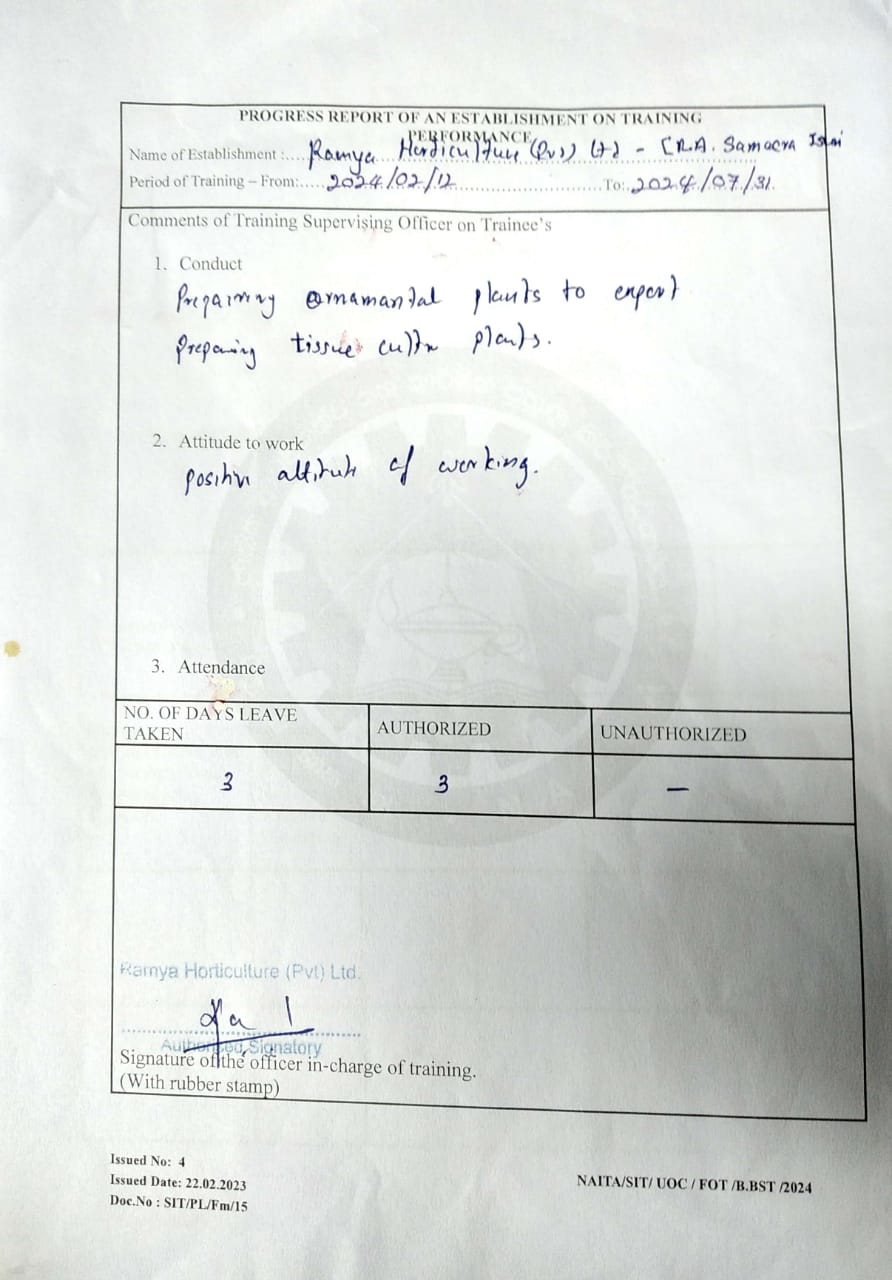 PROGRESS REPORT OF AN ESTABLISHMENT ON TRAINING
PERFORMANCE
Name of Establishment :.... Ramya Horticulture (Pvt) Ltd - (R.A. Samaera
Period of Training – From:..... 2024/02/12 ............................To: 2024/07/31.
Comments of Training Supervising Officer on Trainee's
1. Conduct
Prepairing ornamantal plants to export
preparing tissue cultr plants.
2. Attitude to work
positive attitude of working.
3. Attendance
NO. OF DAYS LEAVE
TAKEN
AUTHORIZED
UNAUTHORIZED
3
3
—
Ramya Horticulture (Pvt) Ltd.
Authorised Signatory
Signature of the officer in-charge of training.
(With rubber stamp)
Issued No: 4
Issued Date: 22.02.2023
Doc.No : SIT/PL/Fm/15
NAITA/SIT/ UOC / FOT /B.BST /2024